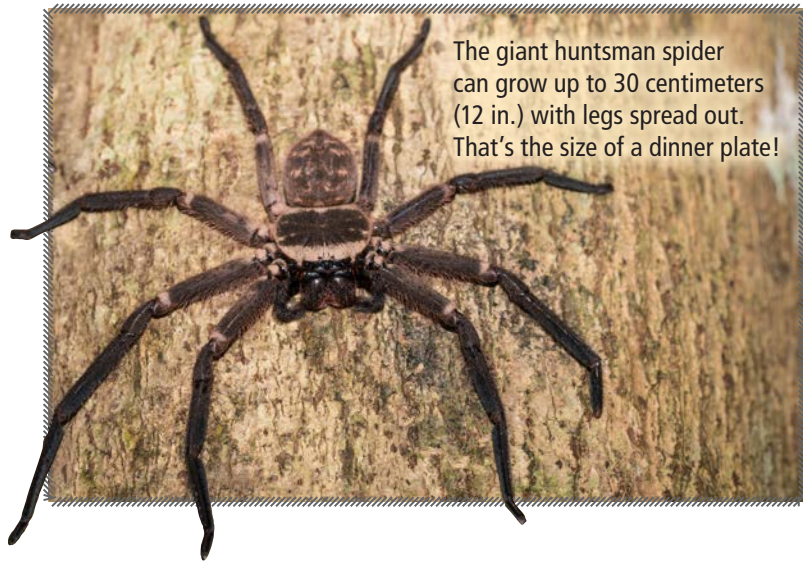 The giant huntsman spider
can grow up to 30 centimeters
(12 in.) with legs spread out.
That's the size of a dinner plate!